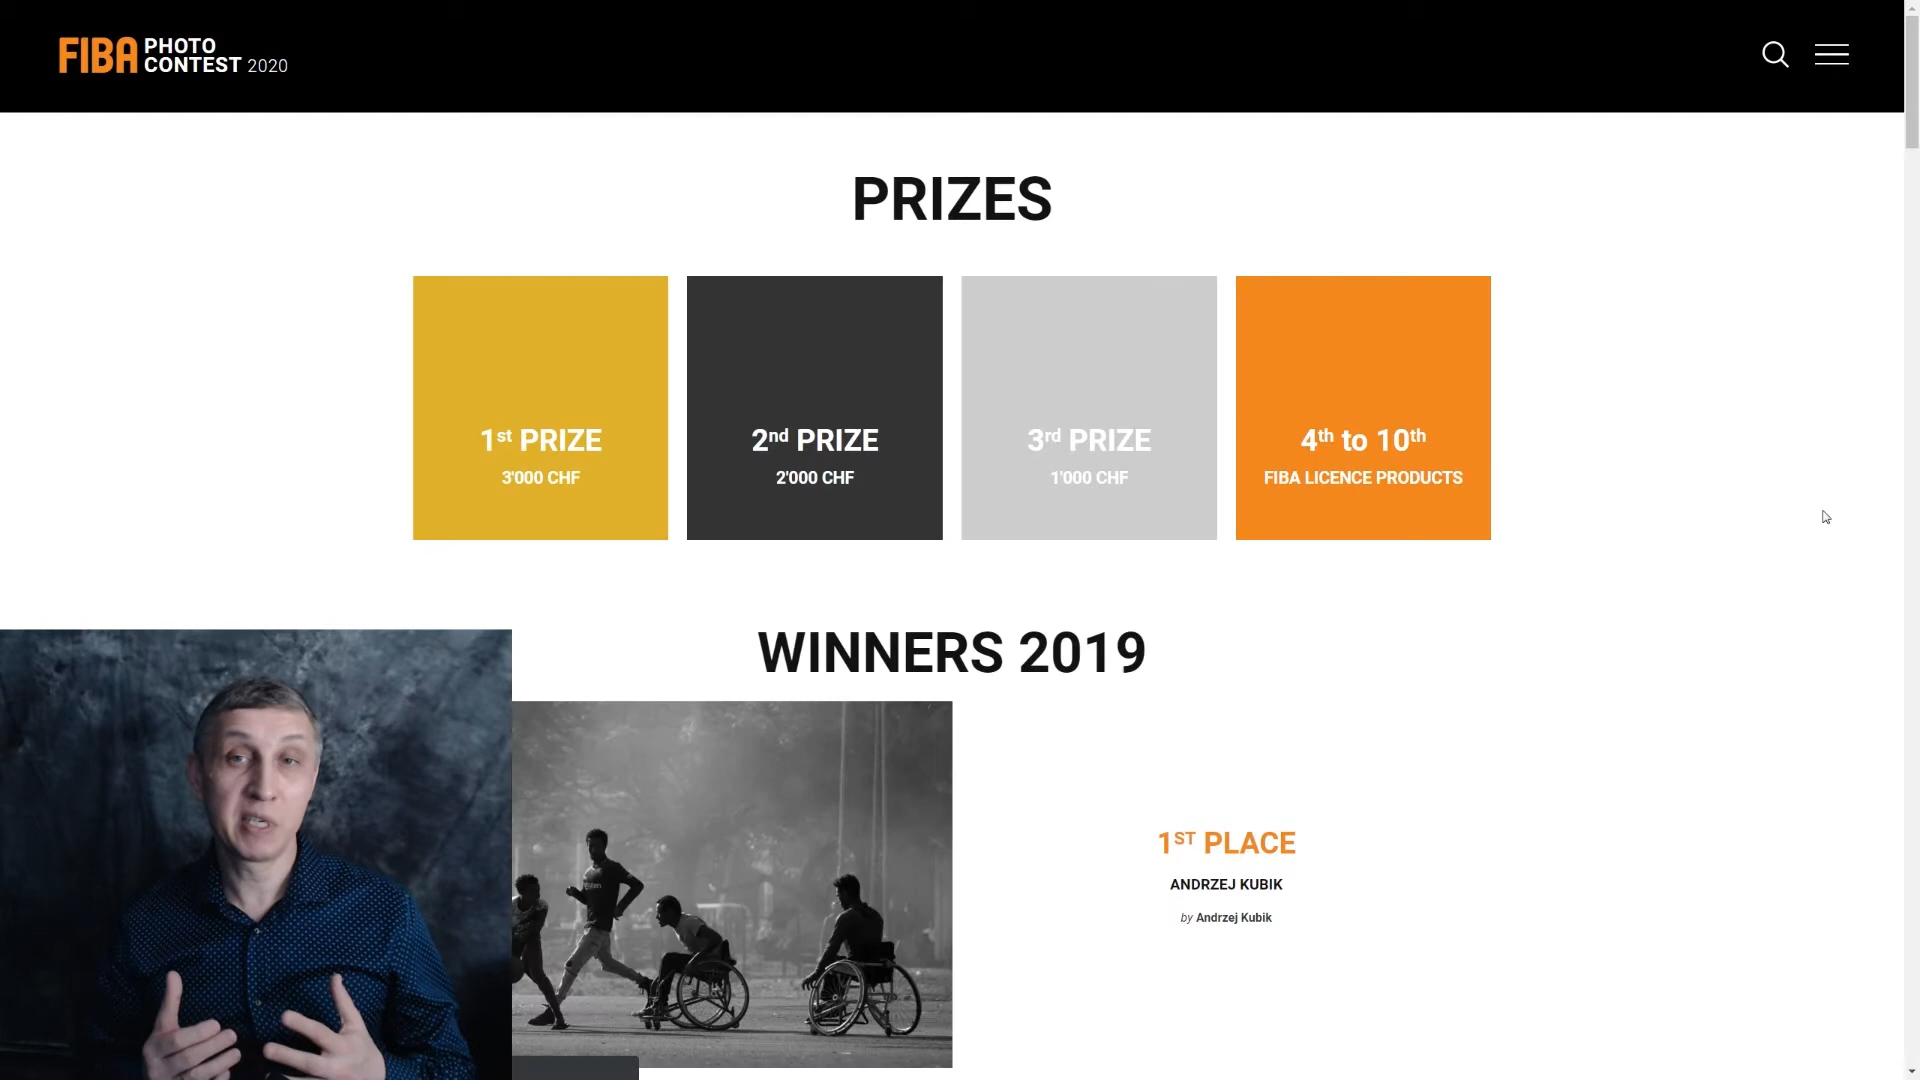 FIBA PHOTO
CONTEST 2020
PRIZES
1st PRIZE
3'000 CHF
2nd PRIZE
2'000 CHF
3rd PRIZE
1'000 CHF
4th to 10th
FIBA LICENCE PRODUCTS
WINNERS 2019
1ST PLACE
ANDRZEJ KUBIK
by Andrzej Kubik